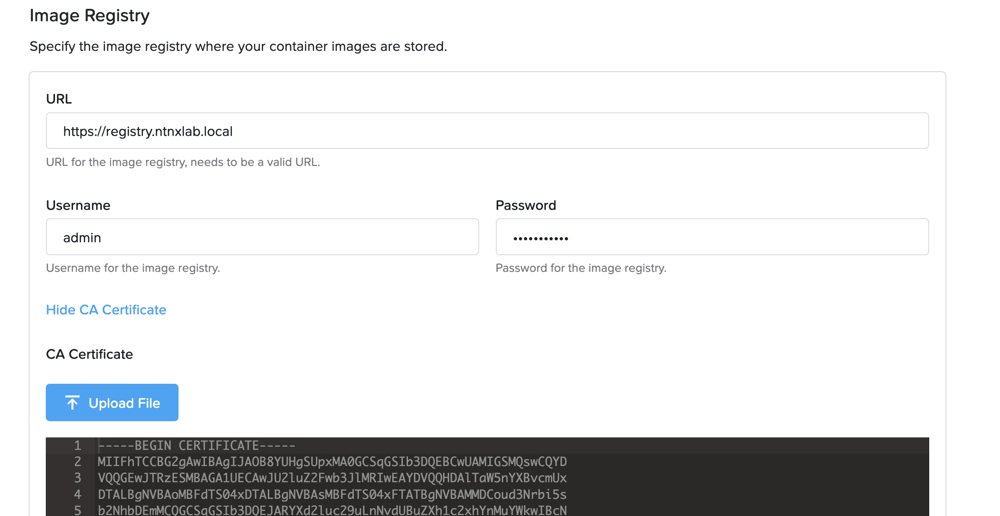 Image Registry
Specify the image registry where your container images are stored.
URL
https://registry.ntnxlab.local
URL for the image registry, needs to be a valid URL.
Username
Password
admin
•••••••••••
Username for the image registry.
Password for the image registry.
Hide CA Certificate
CA Certificate
Upload File
1 -----BEGIN CERTIFICATE-----
2 MIIFhTCCBG2gAwIBAgIJAOB8YUHgSUpxMA0GCSqGSIb3DQEBCwUAMIGSMQswCQYD
3 VQQGEwJTRzESMBAGA1UECAwJU2luZ2Fwb3JlMRIwEAYDVQQHDAlTaW5nYXBvcmUx
4 DTALBgNVBAoMBFdTS04xDTALBgNVBAsMBFdTS04xFTATBgNVBAMMDCoud3Nrbi5s
5 b2NhbDEmMCQGCSqGSIb3DQEJARYXd2luc29uLnNvdUBuZXh1c2xhYnMuYWkwIBcN